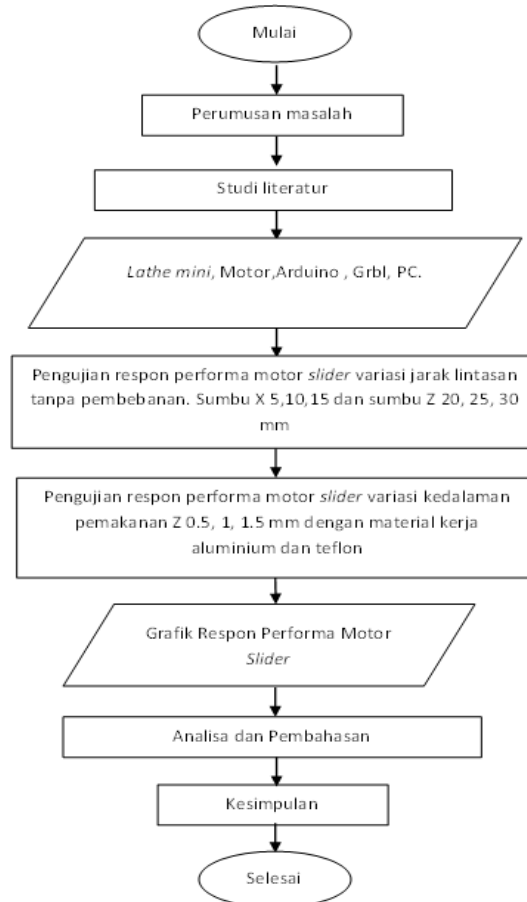 Mulai
Perumusan masalah
Studi literatur
Lathe mini, Motor,Arduino , Grbl, PC.
Pengujian respon performa motor slider variasi jarak lintasan
tanpa pembebanan. Sumbu X 5,10,15 dan sumbu Z 20, 25, 30
mm
Pengujian respon performa motor slider variasi kedalaman
pemakanan Z 0.5, 1, 1.5 mm dengan material kerja
aluminium dan teflon
Grafik Respon Performa Motor
Slider
Analisa dan Pembahasan
Kesimpulan
Selesai